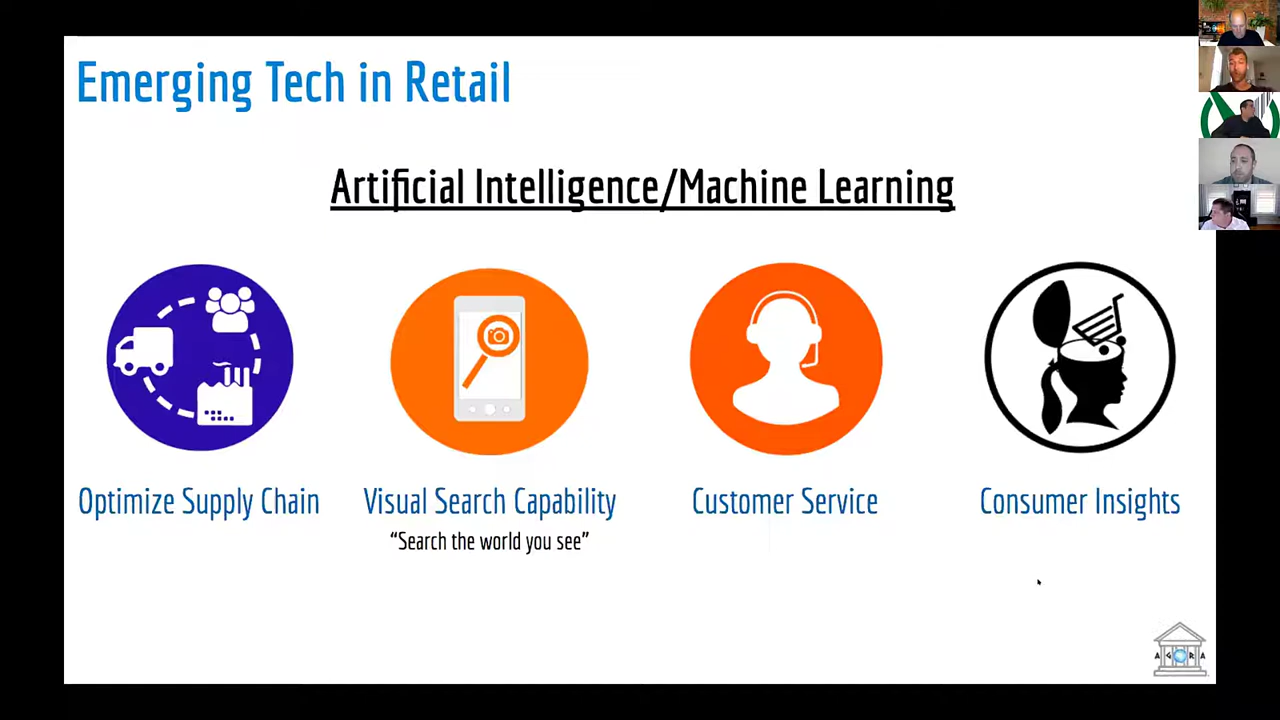 Emerging Tech in Retail
Artificial Intelligence/Machine Learning
Optimize Supply Chain
Visual Search Capability
Customer Service
Consumer Insights
“Search the world you see”
AGORA